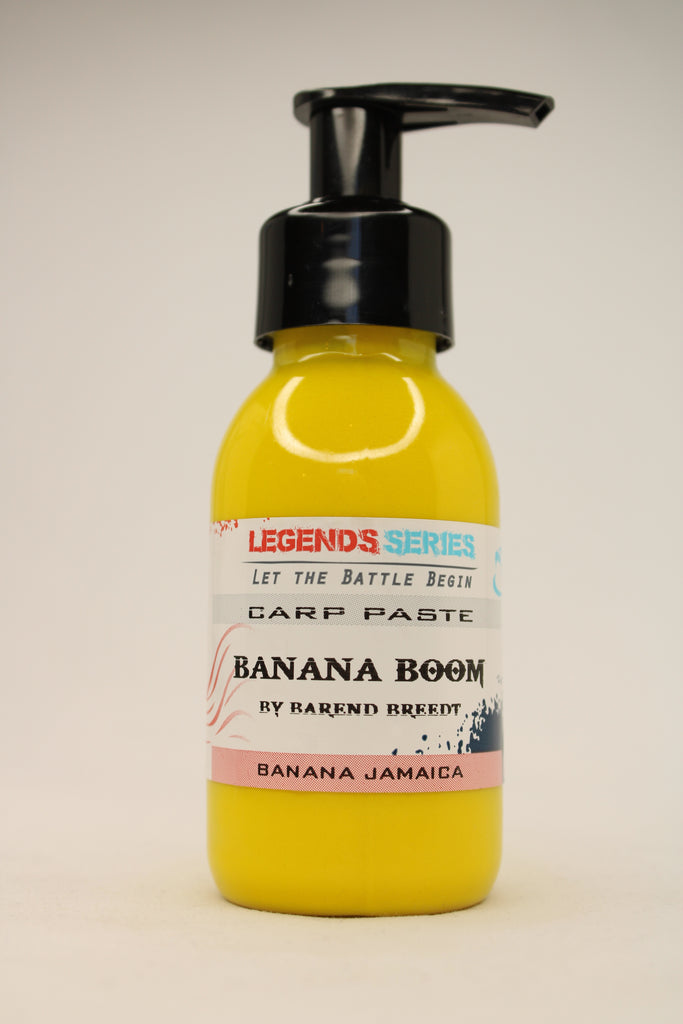 LEGENDS SERIES
LET THE BATTLE BEGIN
CARP PASTE
BANANA BOOM
BY BAREND BREEDT
BANANA JAMAICA